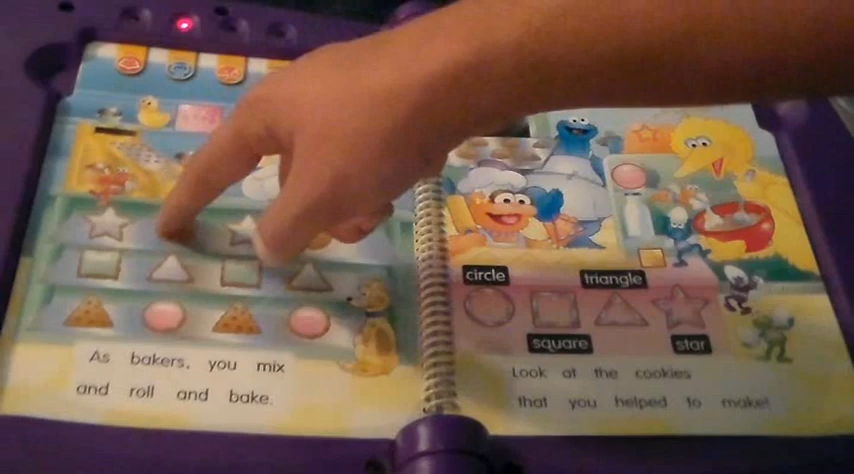 As bakers, you mix
and roll and bake.
circle
triangle
square
star
Look at the cookies
that you helped to make!